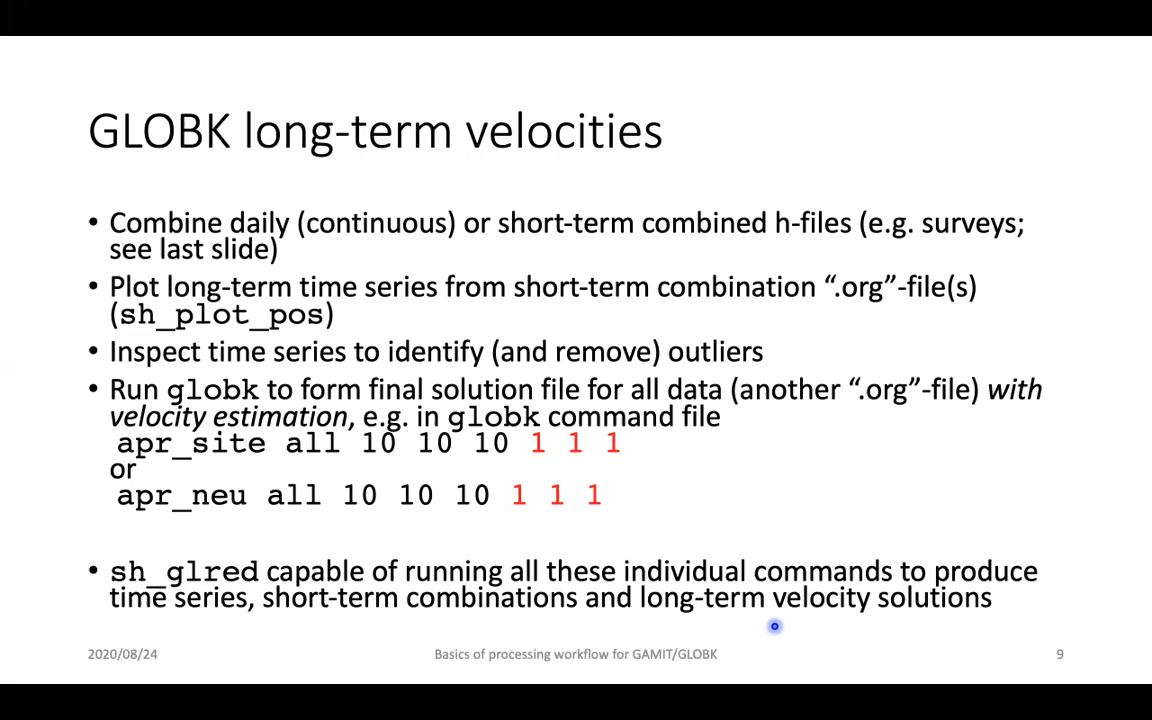 GLOBK long-term velocities
• Combine daily (continuous) or short-term combined h-files (e.g. surveys;
see last slide)
• Plot long-term time series from short-term combination “.org”-file(s)
(sh_plot_pos)
• Inspect time series to identify (and remove) outliers
• Run globk to form final solution file for all data (another “.org”-file) with
velocity estimation, e.g. in globk command file
apr_site all 10 10 10 1 1 1
or
apr_neu all 10 10 10 1 1 1
• sh_glred capable of running all these individual commands to produce
time series, short-term combinations and long-term velocity solutions
2020/08/24 Basics of processing workflow for GAMIT/GLOBK 9